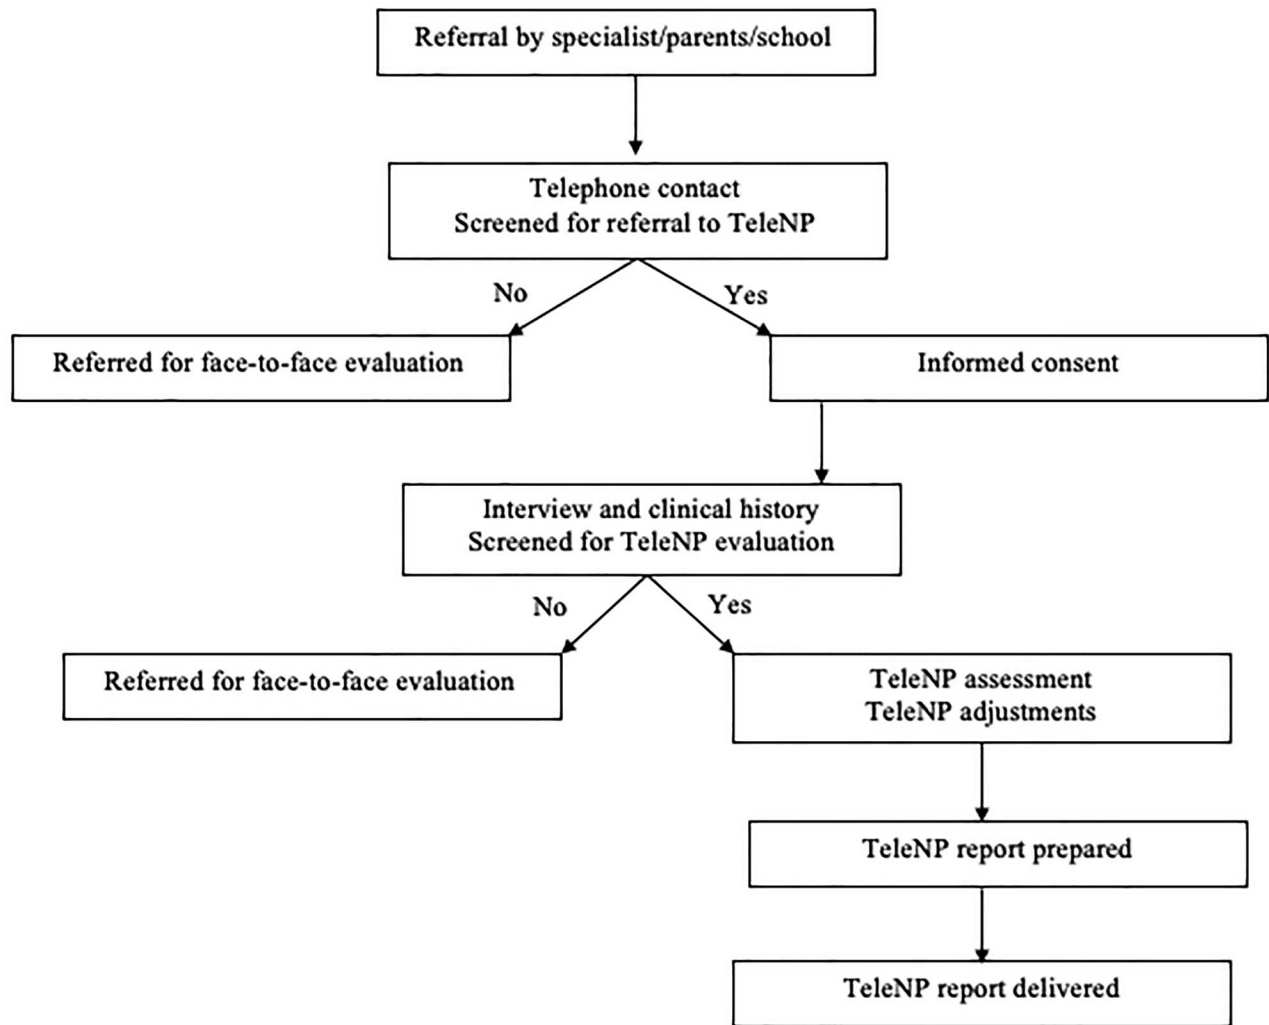 Referral by specialist/parents/school
Telephone contact
Screened for referral to TeleNP
No
Yes
Referred for face-to-face evaluation
Informed consent
Interview and clinical history
Screened for TeleNP evaluation
No
Yes
Referred for face-to-face evaluation
TeleNP assessment
TeleNP adjustments
TeleNP report prepared
TeleNP report delivered